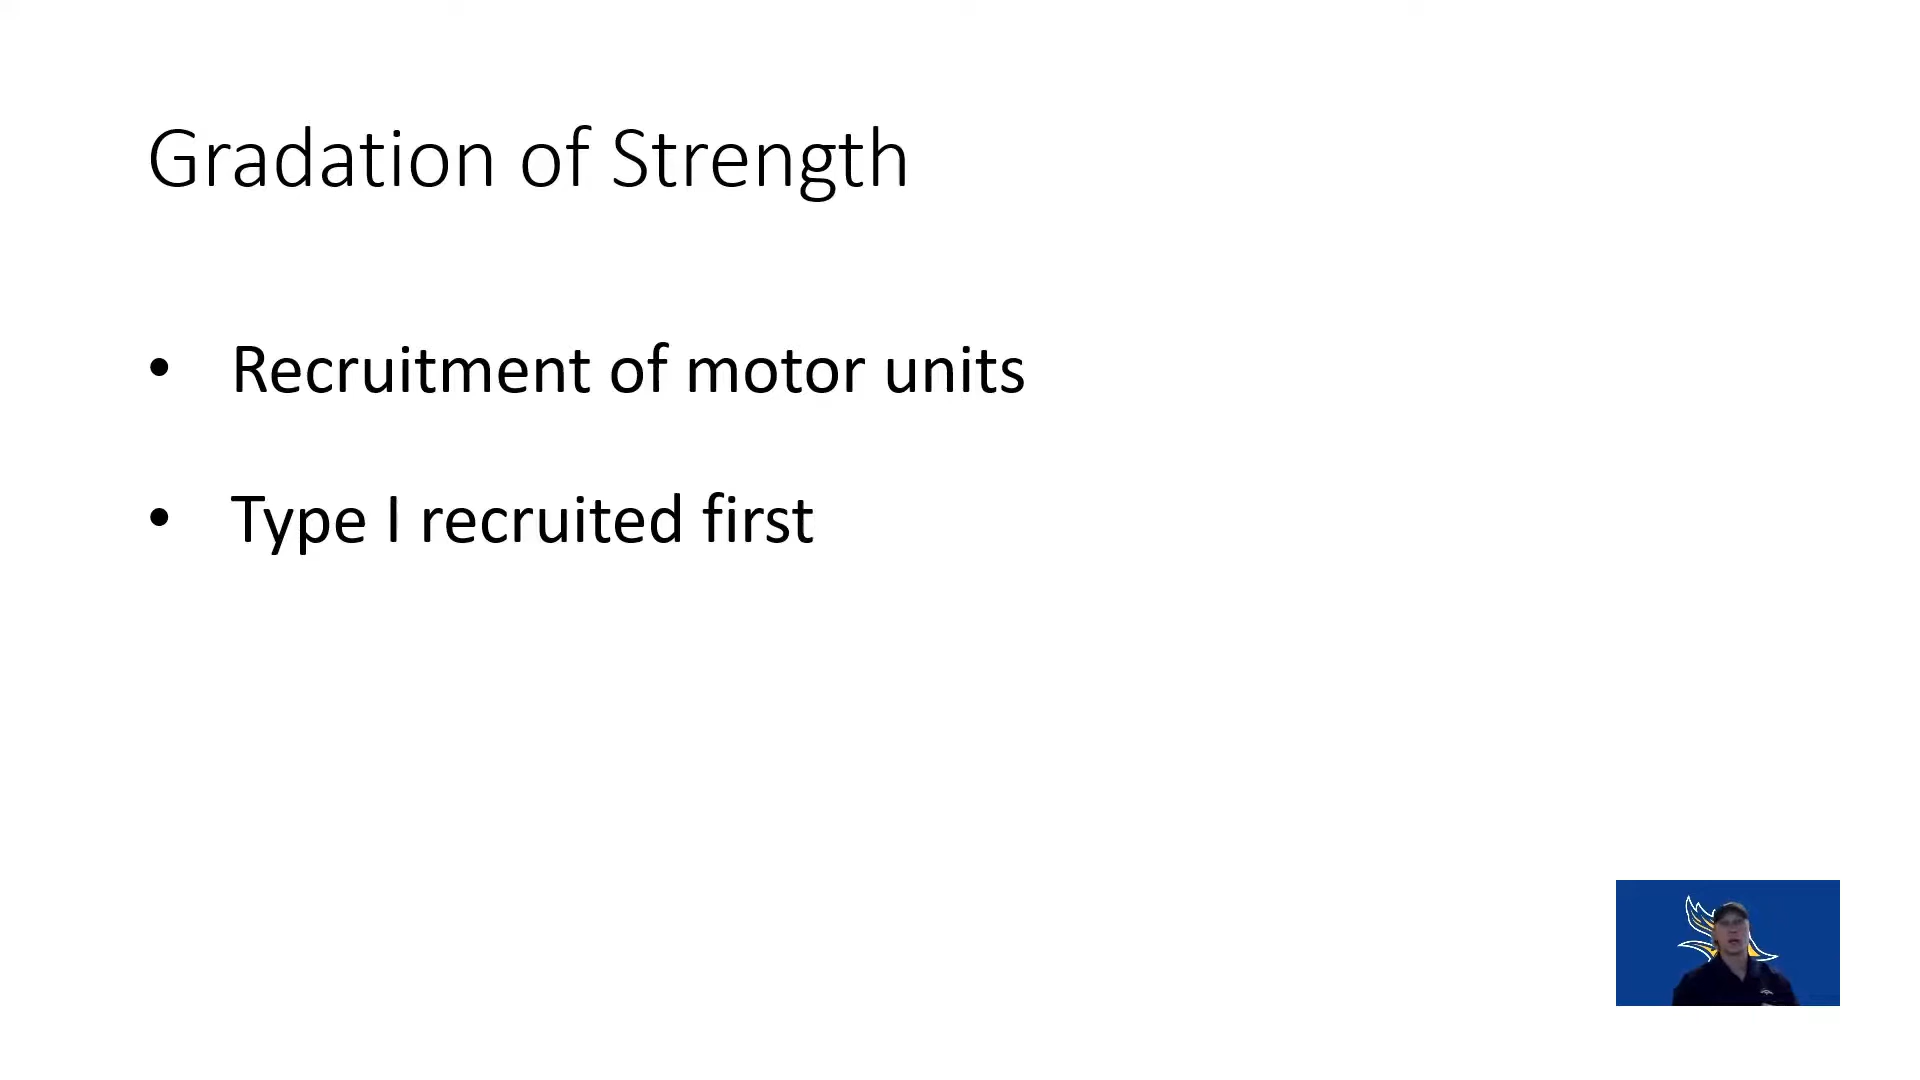 Gradation of Strength
• Recruitment of motor units
• Type I recruited first